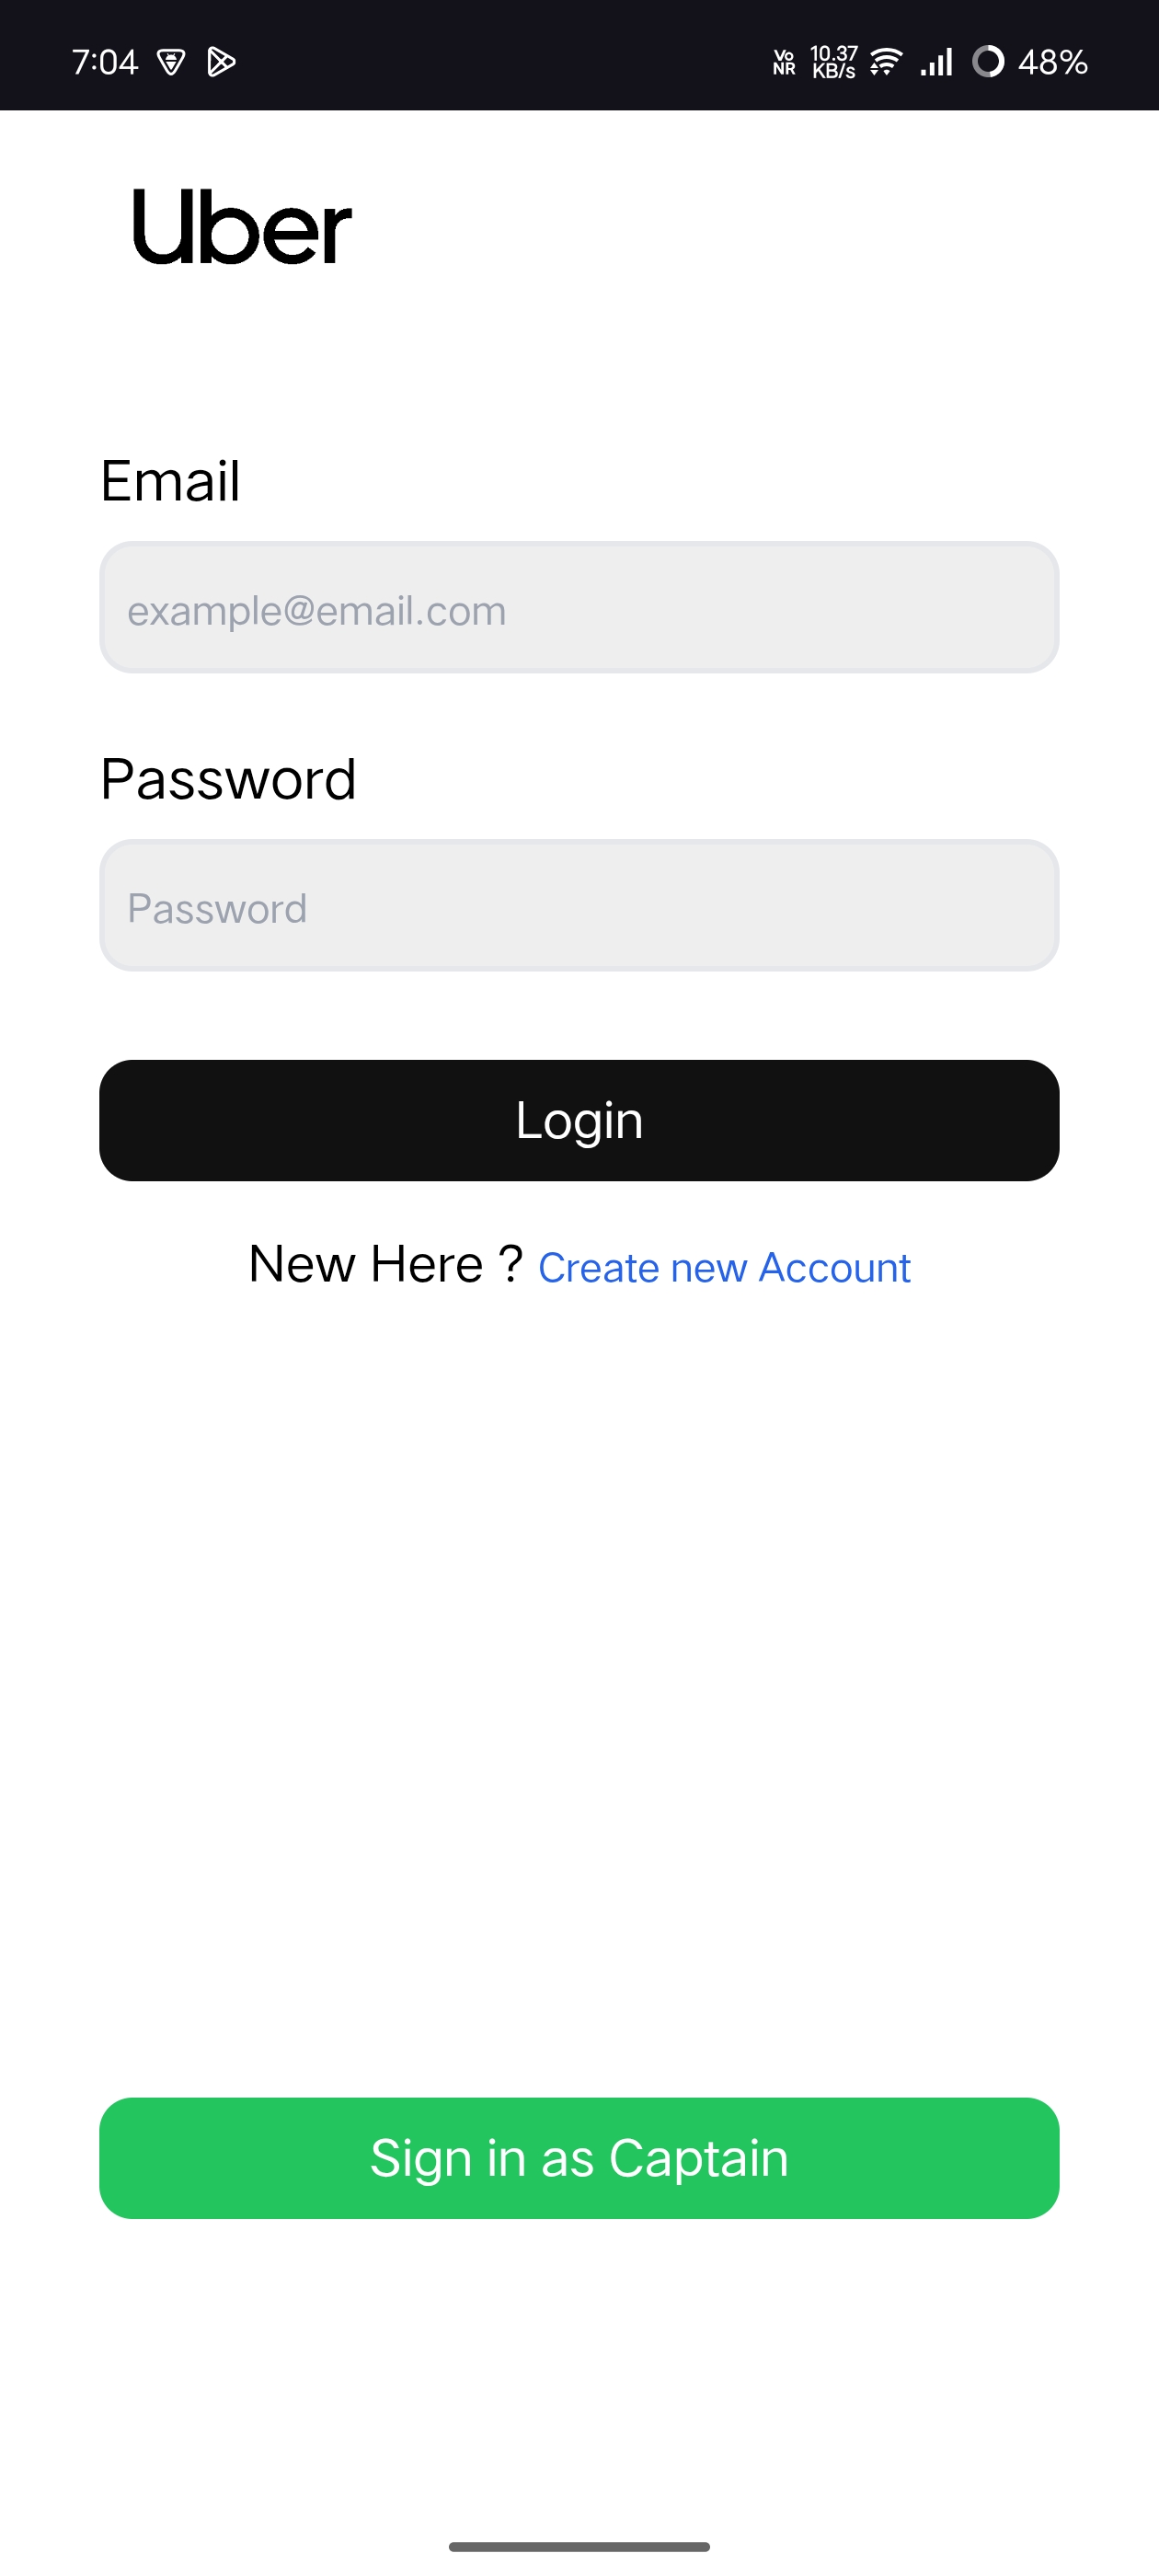 7:04 Vo NR 10.37 KB/s 48%
Uber
Email
example@email.com
Password
Password
Login
New Here ? Create new Account
Sign in as Captain